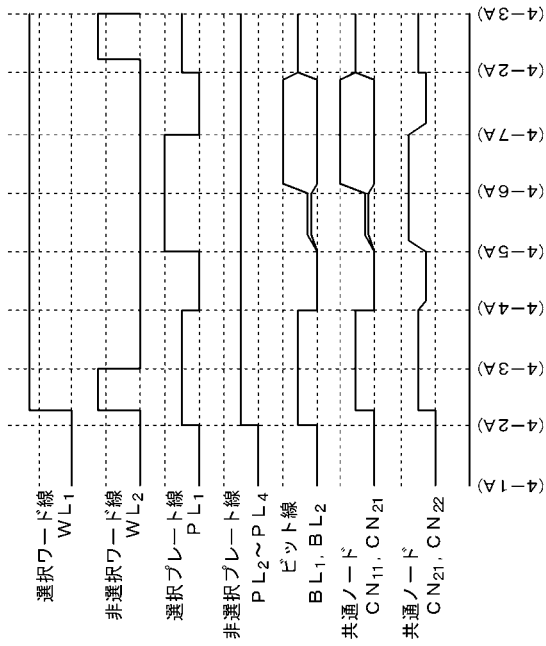 選択ワード線
WL1
非選択ワード線
WL2
選択プレート線
PL1
非選択プレート線
PL2～PL4
ビット線
BL1, BL2
共通ノード
CN11, CN21
共通ノード
CN21, CN22
(4-1A)
(4-2A)
(4-3A)
(4-4A)
(4-5A)
(4-6A)
(4-7A)
(4-2A)
(4-3A)